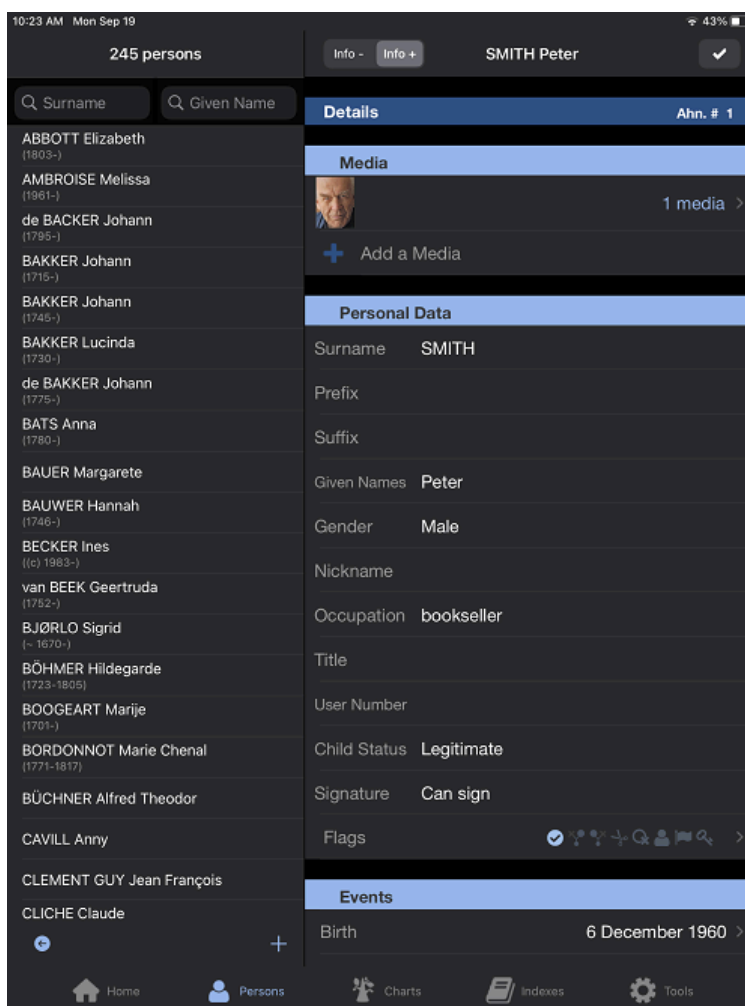 10:23 AM Mon Sep 19
43%
245 persons
Surname
Given Name
ABBOTT Elizabeth
(1803-)
AMBROISE Melissa
(1961-)
de BACKER Johann
(1795-)
BAKKER Johann
(1715-)
BAKKER Johann
(1745-)
BAKKER Lucinda
(1730-)
de BAKKER Johann
(1775-)
BATS Anna
(1780-)
BAUER Margarete
BAUWER Hannah
(1746-)
BECKER Ines
((c) 1983-)
van BEEK Geertruda
(1752-)
BJØRLO Sigrid
(~ 1670-)
BÖHMER Hildegarde
(1723-1805)
BOOGEART Marije
(1701-)
BORDONNOT Marie Chenal
(1771-1817)
BÜCHNER Alfred Theodor
CAVILL Anny
CLEMENT GUY Jean François
CLICHE Claude
Info -
Info +
SMITH Peter
Details
Ahn. # 1
Media
1 media
Add a Media
Personal Data
Surname SMITH
Prefix
Suffix
Given Names Peter
Gender Male
Nickname
Occupation bookseller
Title
User Number
Child Status Legitimate
Signature Can sign
Flags
Events
Birth 6 December 1960
Home
Persons
Charts
Indexes
Tools